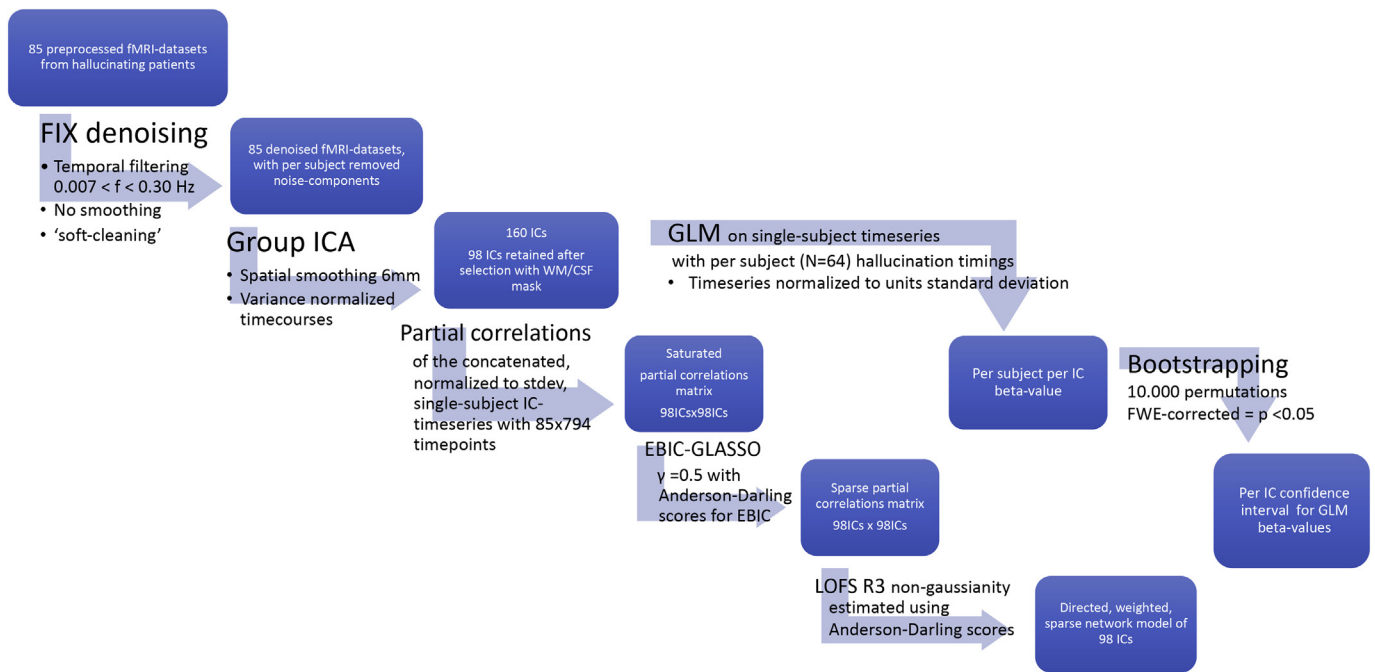 85 preprocessed fMRI-datasets
from hallucinating patients
FIX denoising
• Temporal filtering
0.007 < f < 0.30 Hz
• No smoothing
• ‘soft-cleaning’
85 denoised fMRI-datasets,
with per subject removed
noise-components
Group ICA
• Spatial smoothing 6mm
• Variance normalized
timecourses
160 ICs
98 ICs retained after
selection with WM/CSF
mask
GLM on single-subject timeseries
with per subject (N=64) hallucination timings
• Timeseries normalized to units standard deviation
Partial correlations
of the concatenated,
normalized to stdev,
single-subject IC-
timeseries with 85x794
timepoints
Saturated
partial correlations
matrix
98ICsx98ICs
Per subject per IC
beta-value
Bootstrapping
10.000 permutations
FWE-corrected = p <0.05
EBIC-GLASSO
γ =0.5 with
Anderson-Darling
scores for EBIC
Sparse partial
correlations matrix
98ICs x 98ICs
Per IC confidence
interval for GLM
beta-values
LOFS R3 non-gaussianity
estimated using
Anderson-Darling scores
Directed, weighted,
sparse network model of
98 ICs